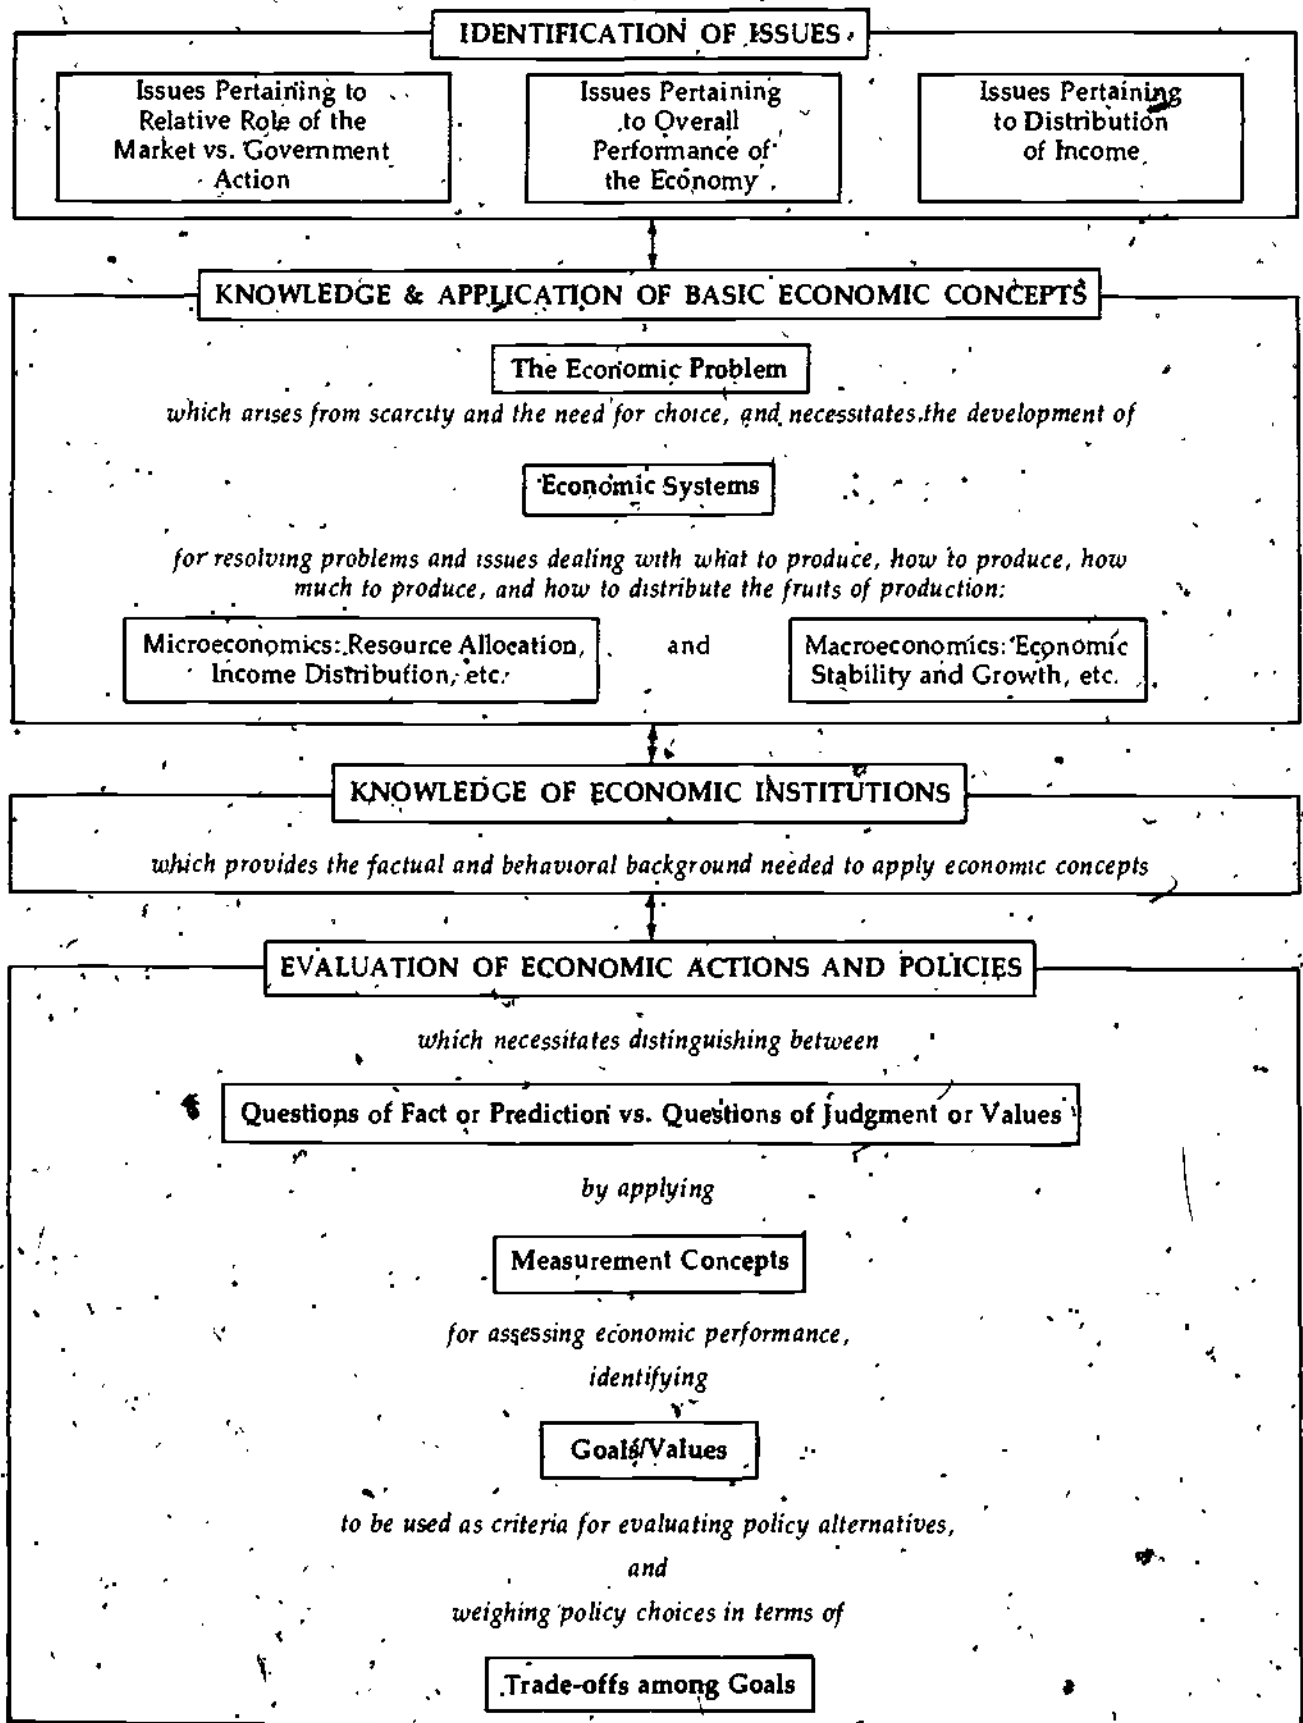 IDENTIFICATION OF ISSUES
Issues Pertaining to
Relative Role of the
Market vs. Government
Action
Issues Pertaining
to Overall
Performance of
the Economy
Issues Pertaining
to Distribution
of Income
KNOWLEDGE & APPLICATION OF BASIC ECONOMIC CONCEPTS
The Economic Problem
which arises from scarcity and the need for choice, and necessitates the development of
Economic Systems
for resolving problems and issues dealing with what to produce, how to produce, how
much to produce, and how to distribute the fruits of production:
Microeconomics: Resource Allocation,
Income Distribution, etc.
and
Macroeconomics: Economic
Stability and Growth, etc.
KNOWLEDGE OF ECONOMIC INSTITUTIONS
which provides the factual and behavioral background needed to apply economic concepts
EVALUATION OF ECONOMIC ACTIONS AND POLICIES
which necessitates distinguishing between
Questions of Fact or Prediction vs. Questions of Judgment or Values
by applying
Measurement Concepts
for assessing economic performance,
identifying
Goals/Values
to be used as criteria for evaluating policy alternatives,
and
weighing policy choices in terms of
Trade-offs among Goals